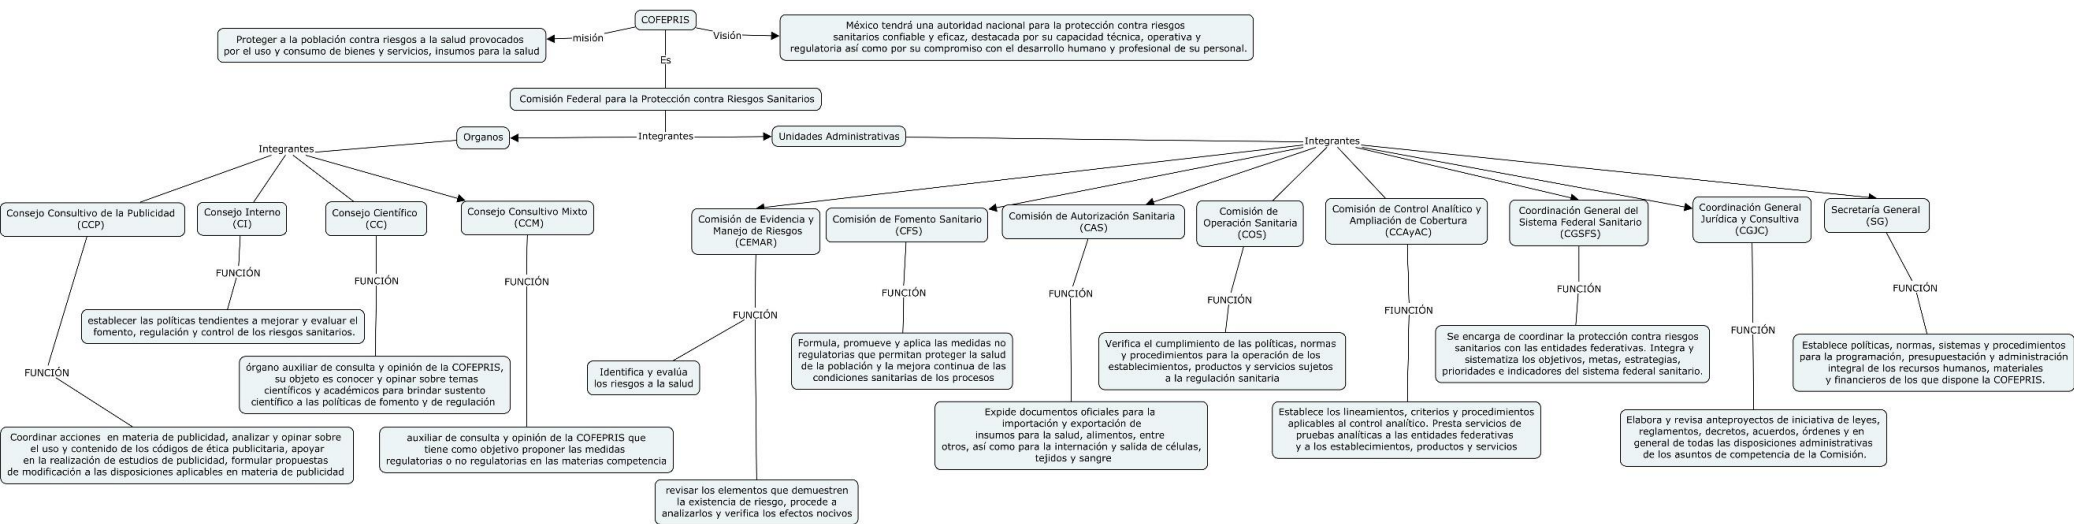 COFEPRIS
misión
Proteger a la población contra riesgos a la salud provocados
por el uso y consumo de bienes y servicios, insumos para la salud
Visión
México tendrá una autoridad nacional para la protección contra riesgos
sanitarios confiable y eficaz, destacada por su capacidad técnica, operativa y
regulatoria así como por su compromiso con el desarrollo humano y profesional de su personal.
Es
Comisión Federal para la Protección contra Riesgos Sanitarios
Integrantes
Organos
Unidades Administrativas
Integrantes
Consejo Consultivo de la Publicidad
(CCP)
Consejo Interno
(CI)
Consejo Científico
(CC)
Consejo Consultivo Mixto
(CCM)
FUNCIÓN
Coordinar acciones en materia de publicidad, analizar y opinar sobre
el uso y contenido de los códigos de ética publicitaria, apoyar
en la realización de estudios de publicidad, formular propuestas
de modificación a las disposiciones aplicables en materia de publicidad
FUNCIÓN
establecer las políticas tendientes a mejorar y evaluar el
fomento, regulación y control de los riesgos sanitarios.
FUNCIÓN
órgano auxiliar de consulta y opinión de la COFEPRIS,
su objeto es conocer y opinar sobre temas
científicos y académicos para brindar sustento
científico a las políticas de fomento y de regulación
FUNCIÓN
auxiliar de consulta y opinión de la COFEPRIS que
tiene como objetivo proponer las medidas
regulatorias o no regulatorias en las materias competencia
Integrantes
Comisión de Evidencia y
Manejo de Riesgos
(CEMAR)
Comisión de Fomento Sanitario
(CFS)
Comisión de Autorización Sanitaria
(CAS)
Comisión de
Operación Sanitaria
(COS)
Comisión de Control Analítico y
Ampliación de Cobertura
(CCAyAC)
Coordinación General del
Sistema Federal Sanitario
(CGSFS)
Coordinación General
Jurídica y Consultiva
(CGJC)
Secretaría General
(SG)
FUNCIÓN
Identifica y evalúa
los riesgos a la salud
revisar los elementos que demuestren
la existencia de riesgo, procede a
analizarlos y verifica los efectos nocivos
FUNCIÓN
Formula, promueve y aplica las medidas no
regulatorias que permitan proteger la salud
de la población y la mejora continua de las
condiciones sanitarias de los procesos
FUNCIÓN
Expide documentos oficiales para la
importación y exportación de
insumos para la salud, alimentos, entre
otros, así como para la internación y salida de células,
tejidos y sangre
FUNCIÓN
Verifica el cumplimiento de las políticas, normas
y procedimientos para la operación de los
establecimientos, productos y servicios sujetos
a la regulación sanitaria
FIUNCIÓN
Establece los lineamientos, criterios y procedimientos
aplicables al control analítico. Presta servicios de
pruebas analíticas a las entidades federativas
y a los establecimientos, productos y servicios
FUNCIÓN
Se encarga de coordinar la protección contra riesgos
sanitarios con las entidades federativas. Integra y
sistematiza los objetivos, metas, estrategias,
prioridades e indicadores del sistema federal sanitario.
FUNCIÓN
Elabora y revisa anteproyectos de iniciativa de leyes,
reglamentos, decretos, acuerdos, órdenes y en
general de todas las disposiciones administrativas
de los asuntos de competencia de la Comisión.
FUNCIÓN
Establece políticas, normas, sistemas y procedimientos
para la programación, presupuestación y administración
integral de los recursos humanos, materiales
y financieros de los que dispone la COFEPRIS.